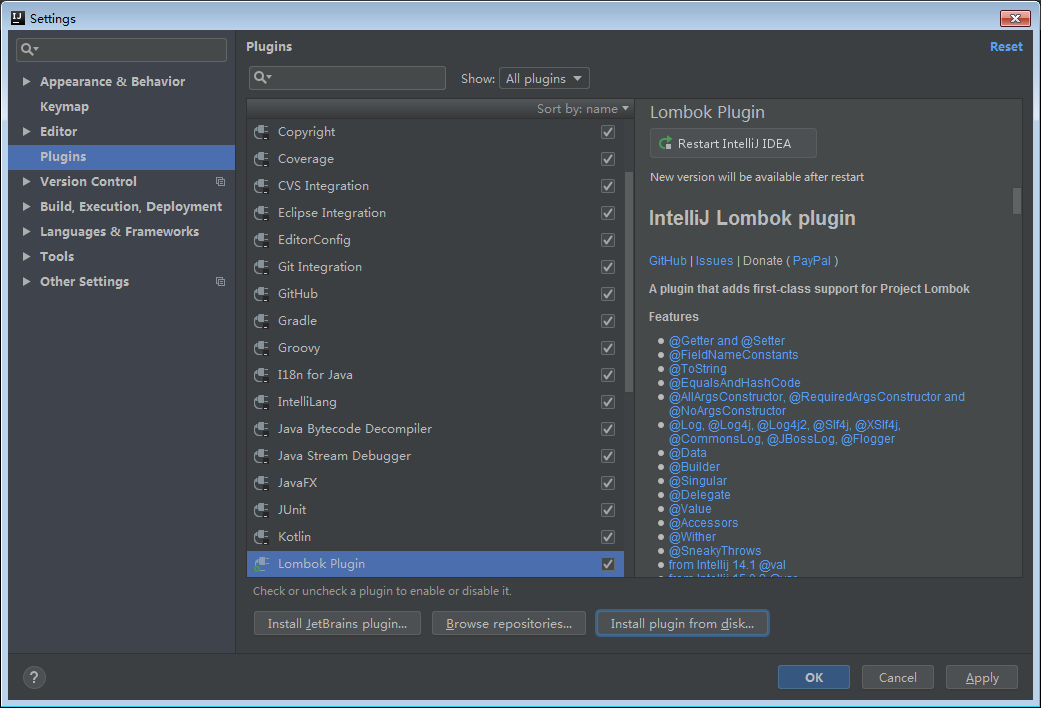 Settings
Appearance & Behavior
Keymap
Editor
Plugins
Version Control
Build, Execution, Deployment
Languages & Frameworks
Tools
Other Settings
Plugins
Reset
Show: All plugins
Sort by: name
Copyright
Coverage
CVS Integration
Eclipse Integration
EditorConfig
Git Integration
GitHub
Gradle
Groovy
I18n for Java
IntelliLang
Java Bytecode Decompiler
Java Stream Debugger
JavaFX
JUnit
Kotlin
Lombok Plugin
Lombok Plugin
Restart IntelliJ IDEA
New version will be available after restart
IntelliJ Lombok plugin
GitHub | Issues | Donate ( PayPal )
A plugin that adds first-class support for Project Lombok
Features
@Getter and @Setter
@FieldNameConstants
@ToString
@EqualsAndHashCode
@AllArgsConstructor, @RequiredArgsConstructor and
@NoArgsConstructor
@Log, @Log4j, @Log4j2, @Slf4j, @XSlf4j,
@CommonsLog, @JBossLog, @Flogger
@Data
@Builder
@Singular
@Delegate
@Value
@Accessors
@Wither
@SneakyThrows
from Intellij 14.1 @val
Check or uncheck a plugin to enable or disable it.
Install JetBrains plugin...
Browse repositories...
Install plugin from disk...
?
OK
Cancel
Apply